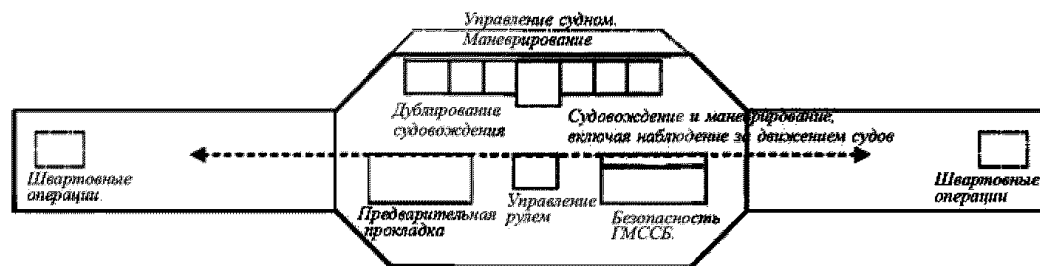 Управление судном.
Маневрирование
Дублирование
судовождения
Судовождение и маневрирование,
включая наблюдение за движением судов
Швартовные
операции.
Предварительная
прокладка
Управление
рулем
Безопасность
ГМССБ.
Швартовные
операции